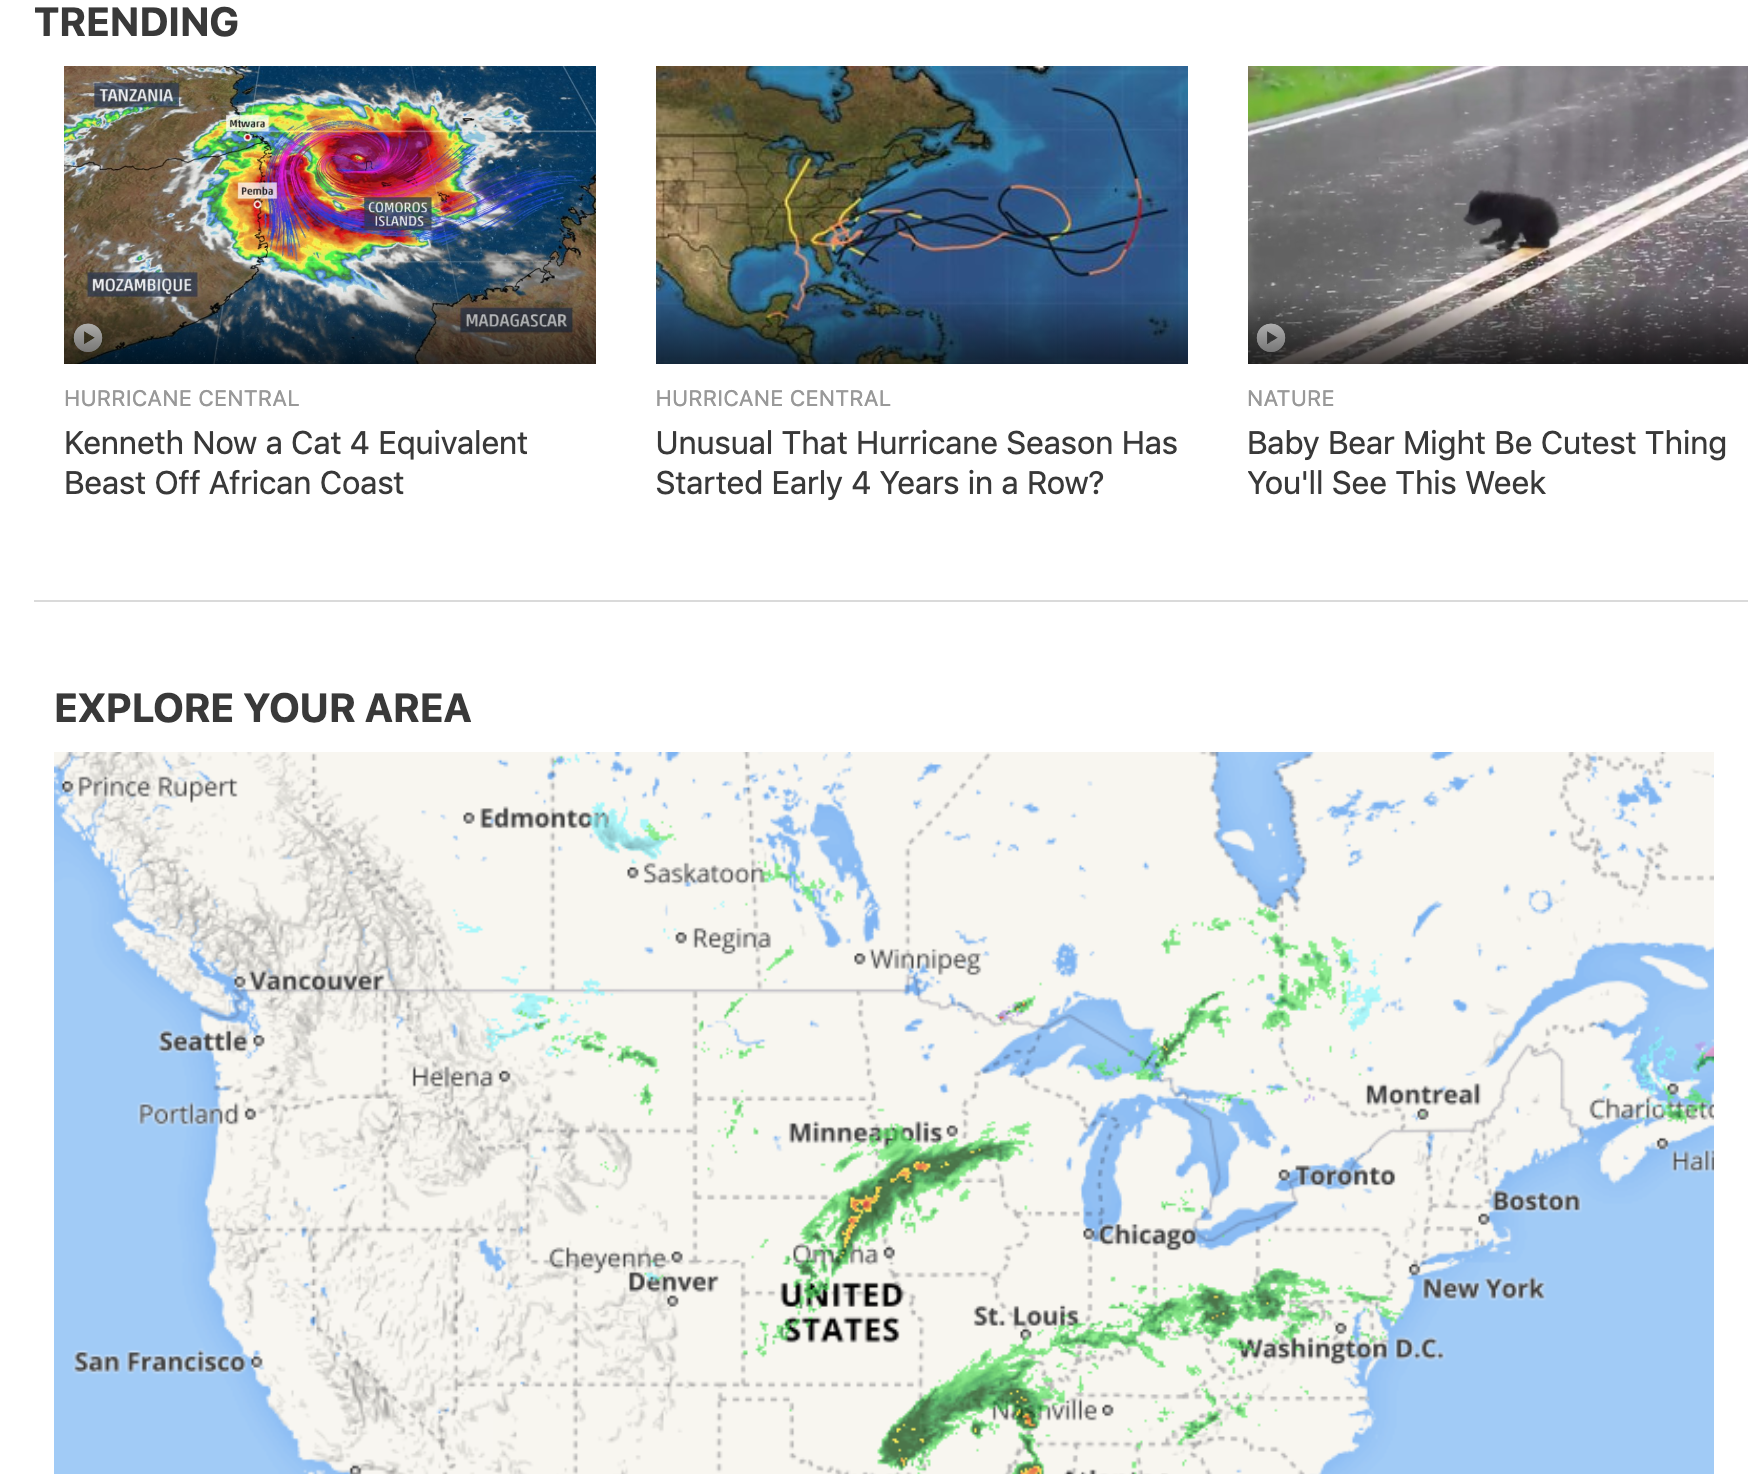 TRENDING
TANZANIA
Mtwara
Pemba
COMOROS
ISLANDS
MOZAMBIQUE
MADAGASCAR
HURRICANE CENTRAL
Kenneth Now a Cat 4 Equivalent
Beast Off African Coast
HURRICANE CENTRAL
Unusual That Hurricane Season Has
Started Early 4 Years in a Row?
NATURE
Baby Bear Might Be Cutest Thing
You'll See This Week
EXPLORE YOUR AREA
Prince Rupert
Edmonton
Saskatoon
Regina
Winnipeg
Vancouver
Seattle
Helena
Portland
Montreal
Minneapolis
Toronto
Boston
Chicago
Omaha
Cheyenne
Denver
UNITED
STATES
New York
St. Louis
Washington D.C.
San Francisco
Nashville